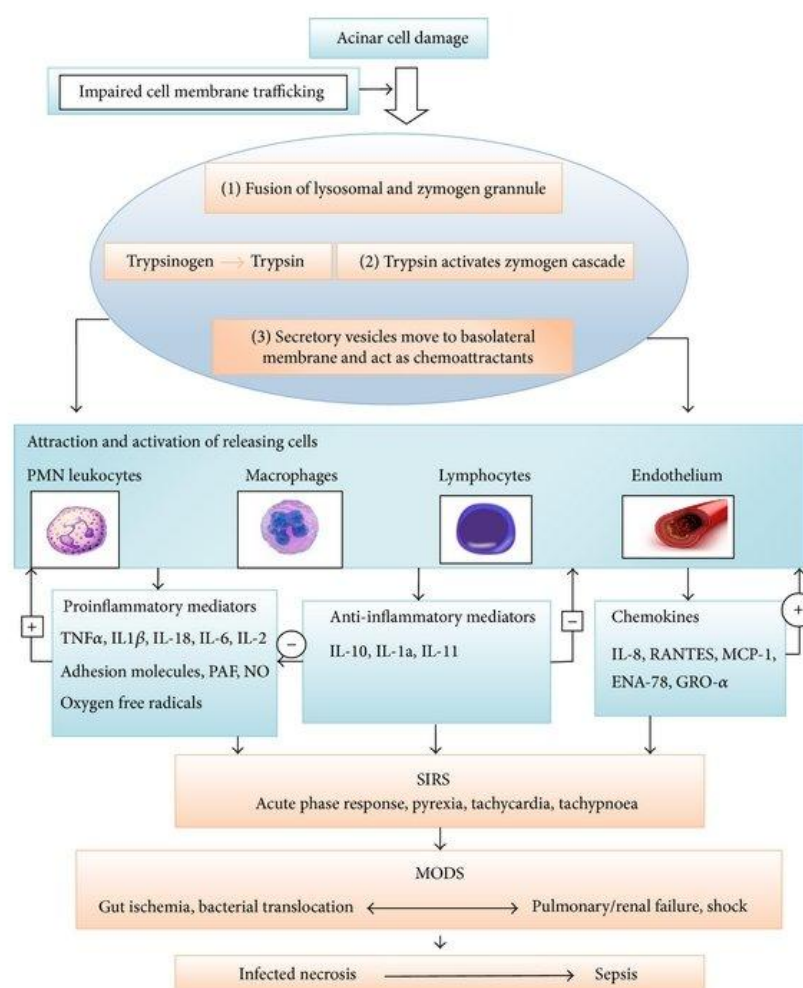 Acinar cell damage
Impaired cell membrane trafficking
(1) Fusion of lysosomal and zymogen grannule
Trypsinogen → Trypsin
(2) Trypsin activates zymogen cascade
(3) Secretory vesicles move to basolateral
membrane and act as chemoattractants
Attraction and activation of releasing cells
PMN leukocytes
Macrophages
Lymphocytes
Endothelium
+
Proinflammatory mediators
TNFα, IL1β, IL-18, IL-6, IL-2
Adhesion molecules, PAF, NO
Oxygen free radicals
−
Anti-inflammatory mediators
IL-10, IL-1a, IL-11
−
Chemokines
IL-8, RANTES, MCP-1,
ENA-78, GRO-α
+
SIRS
Acute phase response, pyrexia, tachycardia, tachypnoea
MODS
Gut ischemia, bacterial translocation
Pulmonary/renal failure, shock
Infected necrosis
Sepsis